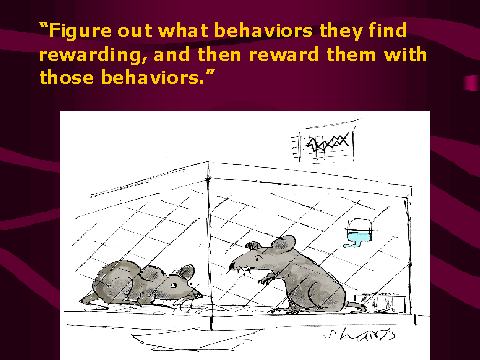 “Figure out what behaviors they find
rewarding, and then reward them with
those behaviors.”